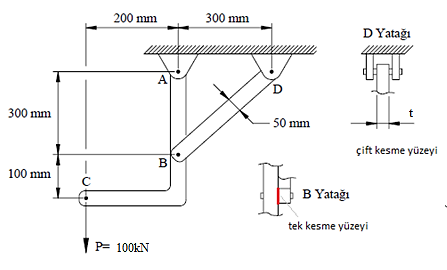 200 mm
300 mm
D Yatağı
A
D
300 mm
50 mm
t
çift kesme yüzeyi
B
100 mm
C
B Yatağı
tek kesme yüzeyi
P= 100kN